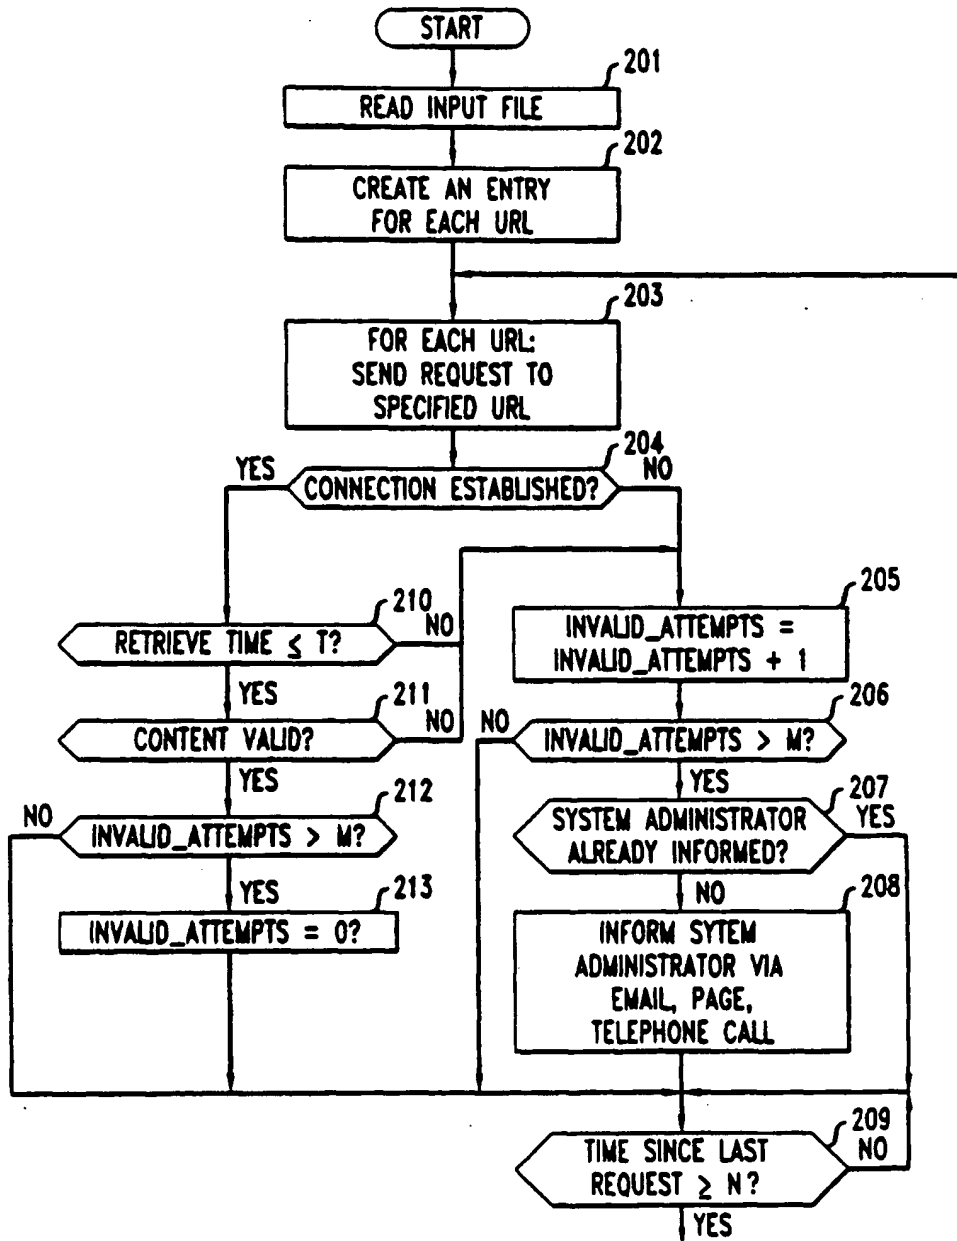 START
201
READ INPUT FILE
202
CREATE AN ENTRY
FOR EACH URL
203
FOR EACH URL:
SEND REQUEST TO
SPECIFIED URL
204
YES
NO
CONNECTION ESTABLISHED?
210
NO
RETRIEVE TIME ≤ T?
YES
211
NO
CONTENT VALID?
YES
212
NO
INVALID_ATTEMPTS > M?
YES
213
INVALID_ATTEMPTS = 0?
205
INVALID_ATTEMPTS =
INVALID_ATTEMPTS + 1
206
NO
INVALID_ATTEMPTS > M?
YES
207
SYSTEM ADMINISTRATOR
ALREADY INFORMED?
YES
NO
208
INFORM SYTEM
ADMINISTRATOR VIA
EMAIL, PAGE,
TELEPHONE CALL
209
TIME SINCE LAST
REQUEST ≥ N?
NO
YES